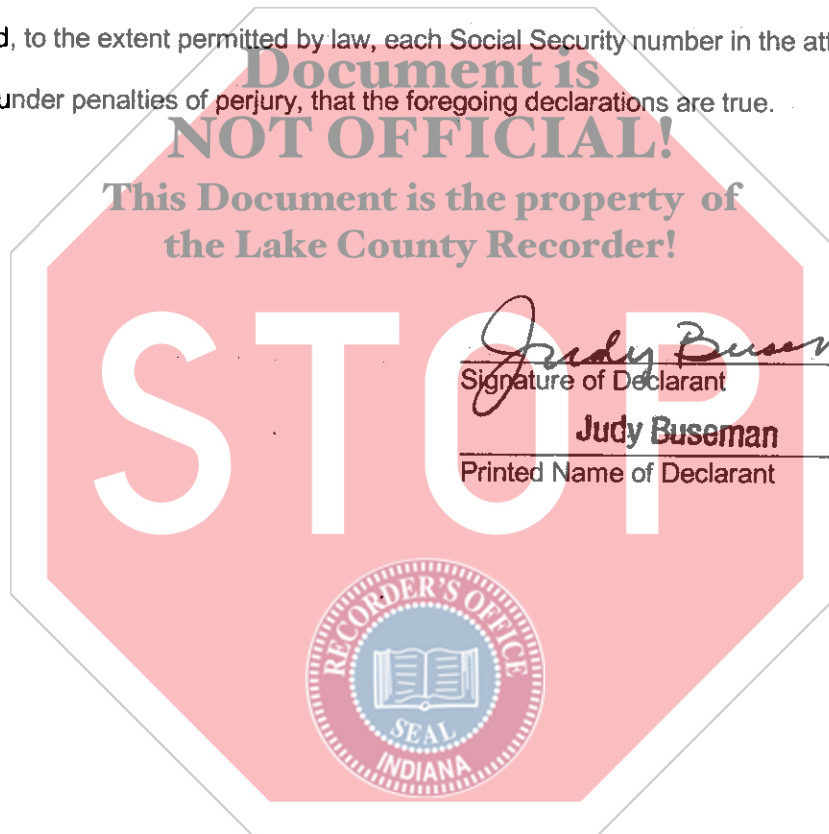 d, to the extent permitted by law, each Social Security number in the att
Document is
under penalties of perjury, that the foregoing declarations are true.
NOT OFFICIAL!
This Document is the property of
the Lake County Recorder!
STOP
Judy Busem
Signature of Declarant
Judy Buseman
Printed Name of Declarant
RECORDER'S OFFICE
SEAL
INDIANA